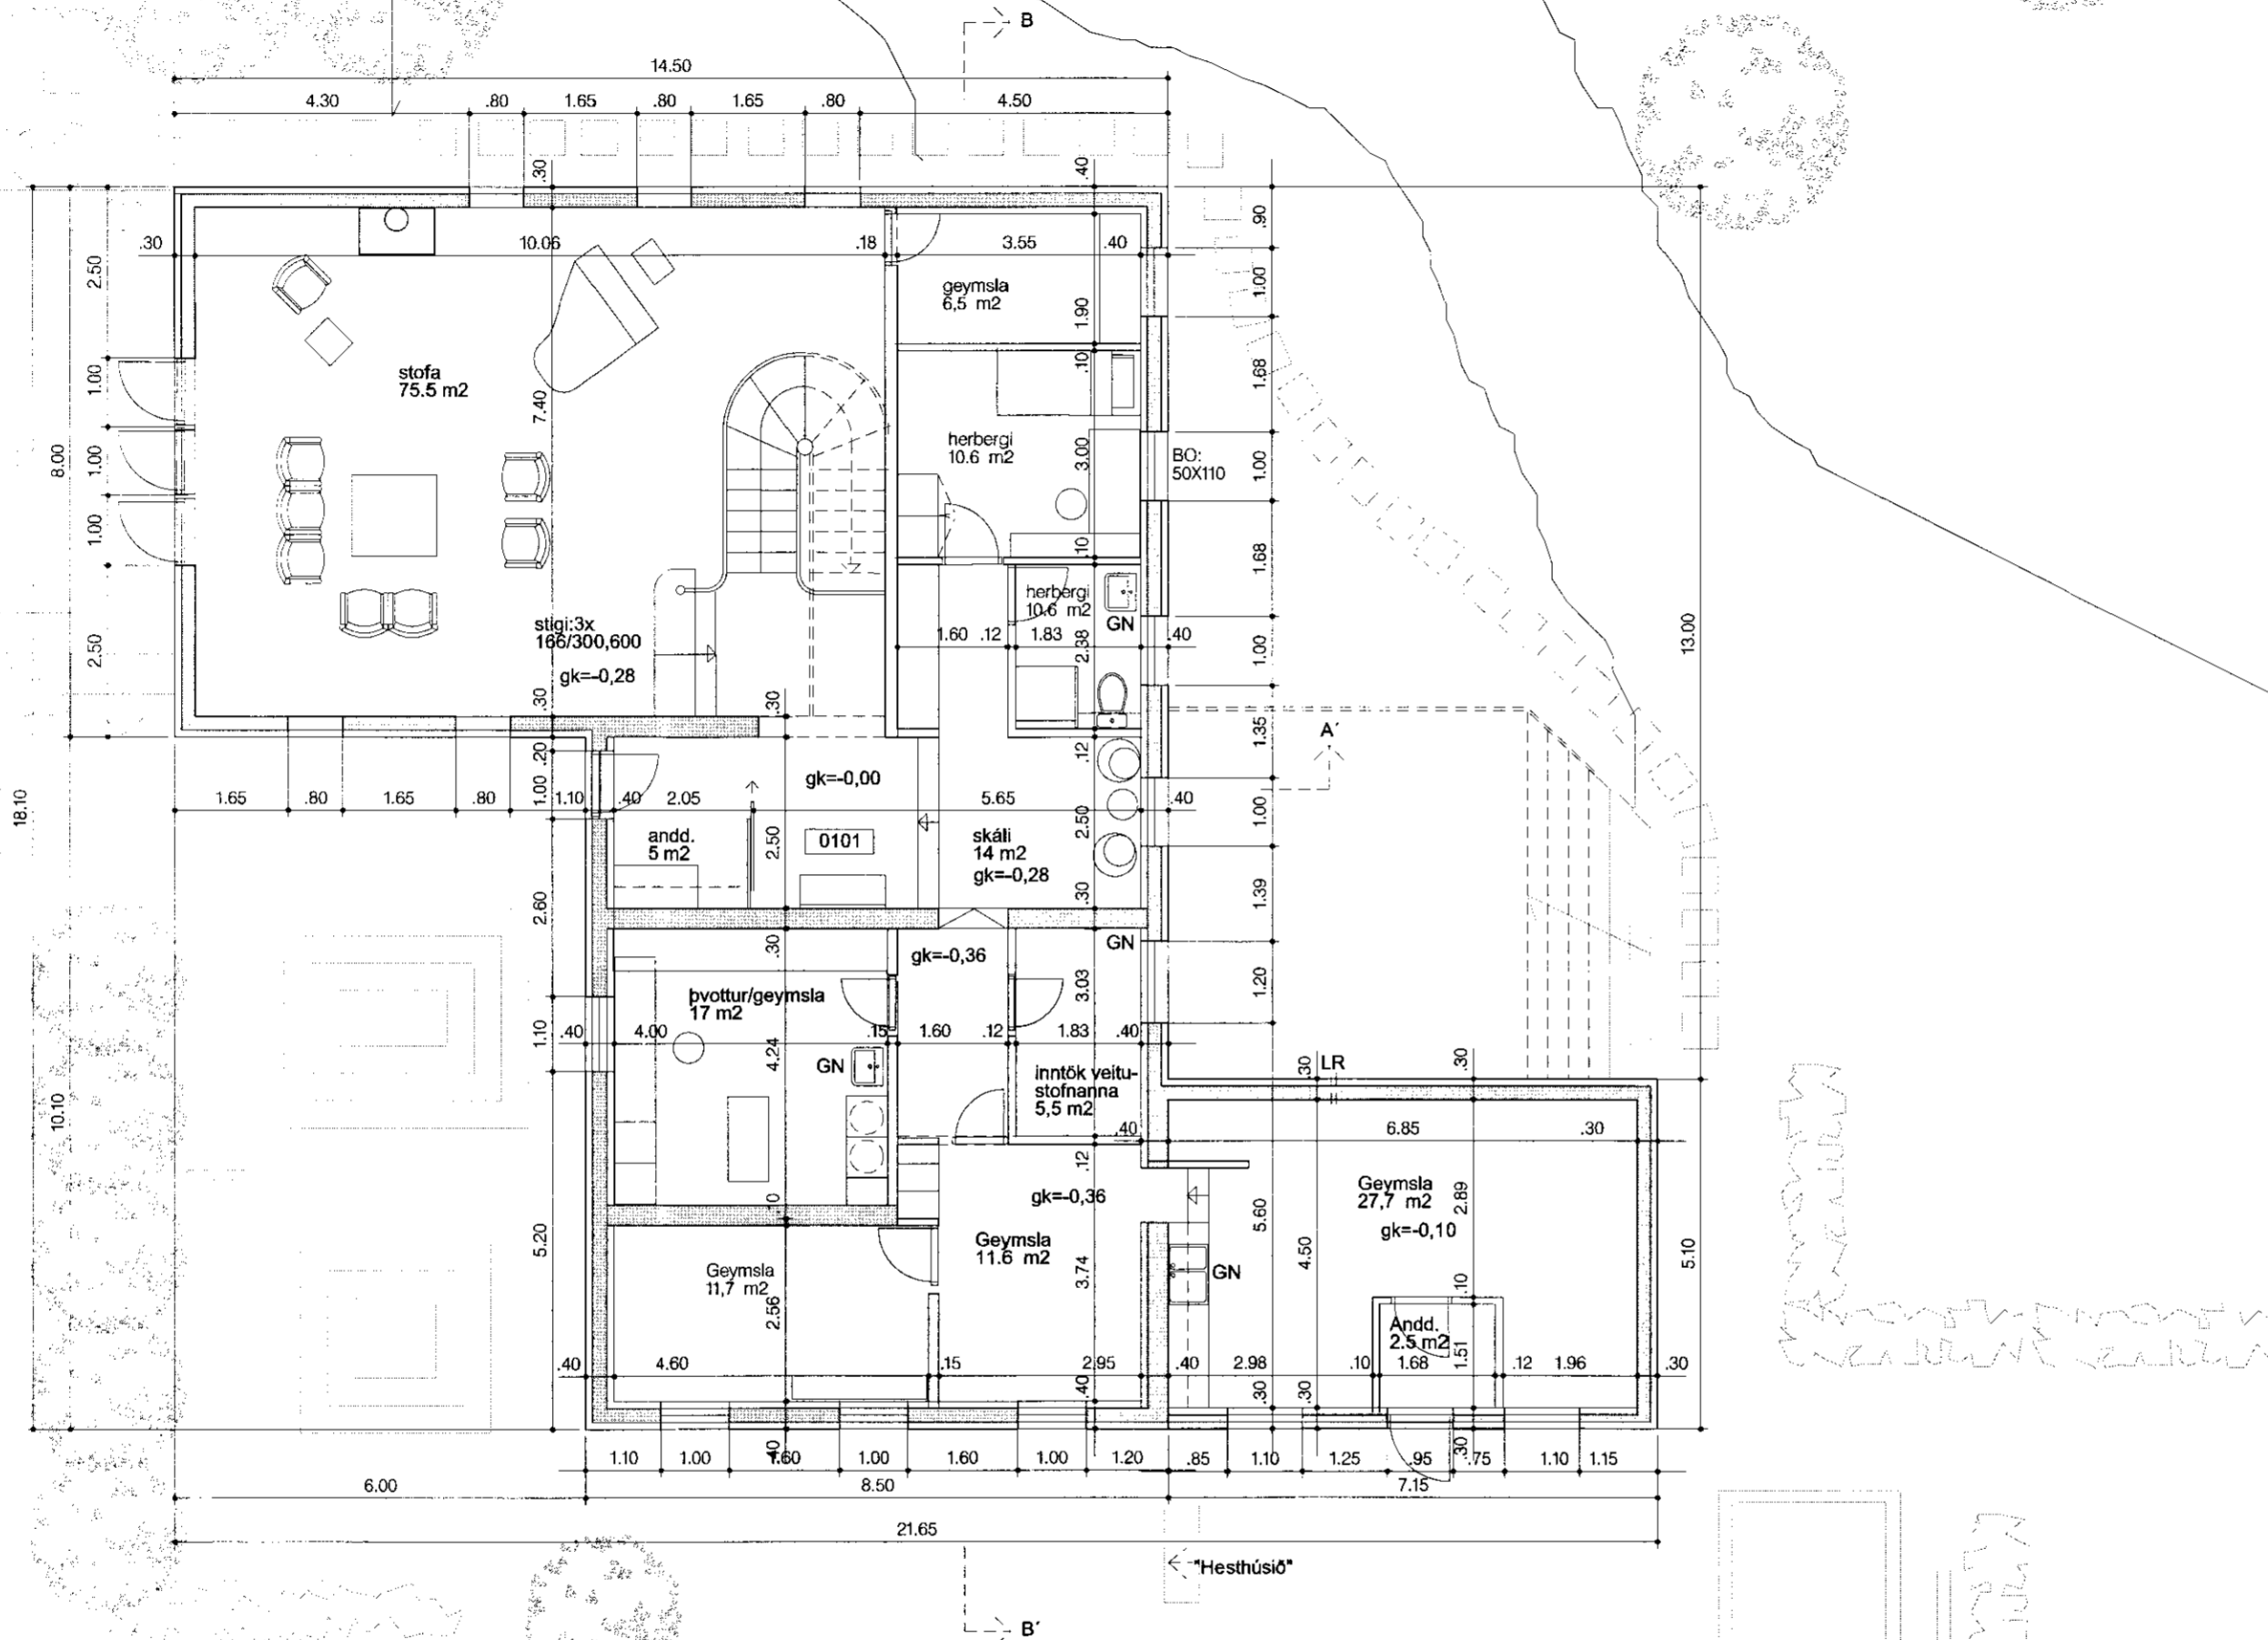 B
14.50
4.30 .80 1.65 .80 1.65 .80 4.50
.30 .40
.90
.30 10.06 .18 3.55 .40
2.50
1.00
geymsla
6,5 m2
1.90
.10
1.68
stofa
75.5 m2
1.00
7.40
8.00
1.00
herbergi
10.6 m2
3.00
BO:
50X110
1.00
1.00
.10
1.68
herbergi
10.6 m2
GN
stigi:3x
166/300,600
gk=-0,28
2.50
1.60 .12 1.83 .40
2.38
1.00
13.00
.30 .30
A´
1.35
.20
.12
gk=-0,00
1.65 .80 1.65 .80 1.10 .40 2.05 5.65 .40
1.00
18.10
andd.
5 m2
2.50
0101
skáli
14 m2
gk=-0,28
2.50
1.00
2.60
.30
1.39
.30
gk=-0,36
GN
þvottur/geymsla
17 m2
3.03
1.20
.40 4.00 .15 1.60 .12 1.83 .40
1.10
4.24
GN
inntök veitu-
stofnanna
5,5 m2
.30 LR .30
10.10
.40 6.85 .30
.12
gk=-0,36
Geymsla
27,7 m2
gk=-0,10
2.89
.10
5.20
5.60
4.50
5.10
Geymsla
11.6 m2
Geymsla
11,7 m2
2.56
3.74
GN
.10
Andd.
2.5 m2
1.51
.40 4.60 .15 2.95 .40 2.98 .10 1.68 .12 1.96 .30
.40 .30 .30
.40 .30
1.10 1.00 1.60 1.00 1.60 1.00 1.20 .85 1.10 1.25 .95 .75 1.10 1.15
6.00 8.50 7.15
21.65
"Hesthúsið"
B´